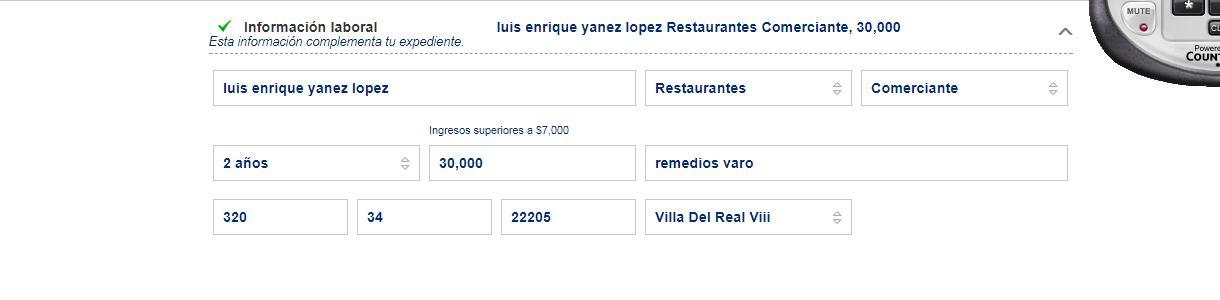 Información laboral luis enrique yanez lopez Restaurantes Comerciante, 30,000
Esta información complementa tu expediente.
luis enrique yanez lopez Restaurantes Comerciante
Ingresos superiores a $7,000
2 años 30,000 remedios varo
320 34 22205 Villa Del Real Viii
MUTE
*